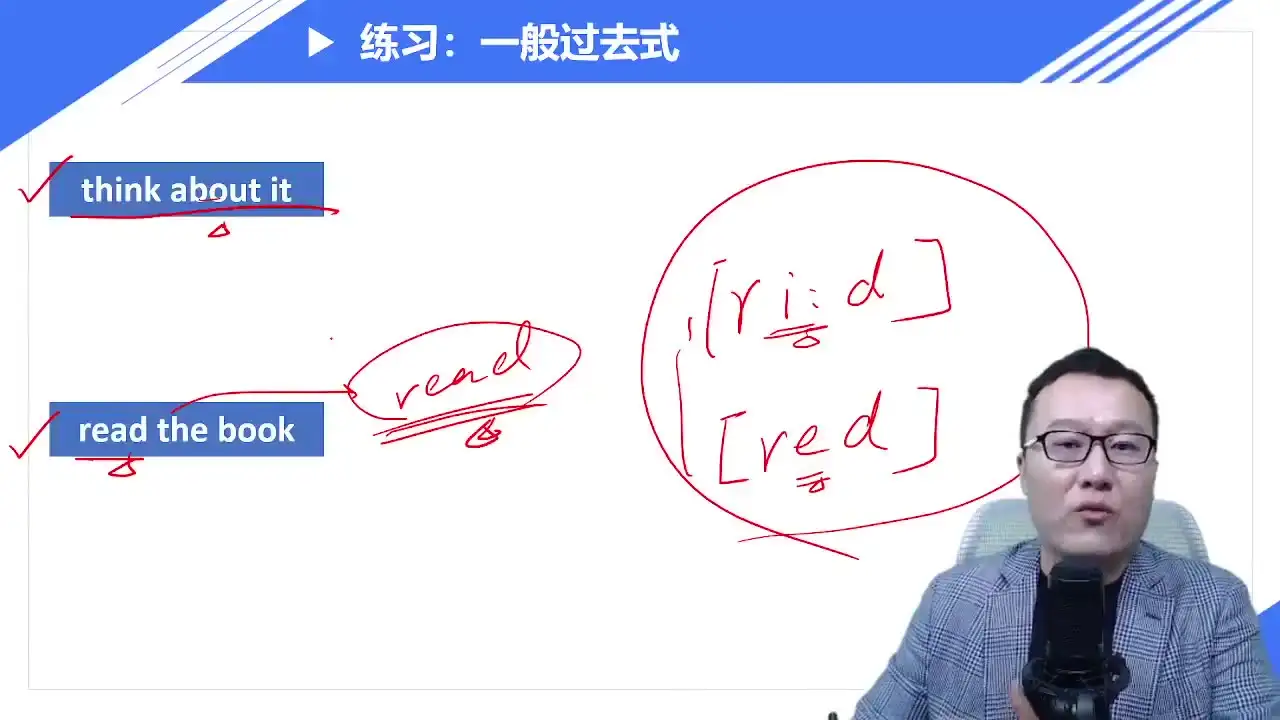 练习：一般过去式
think about it
[ri:d]
read
read the book
[red]